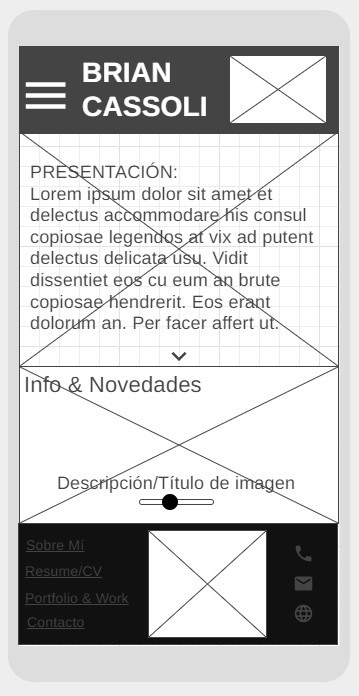 BRIAN
CASSOLI
PRESENTACIÓN:
Lorem ipsum dolor sit amet et
delectus accommodare his consul
copiosae legendos at vix ad putent
delectus delicata usu. Vidit
dissentiet eos cu eum an brute
copiosae hendrerit. Eos erant
dolorum an. Per facer affert ut.
Info & Novedades
Descripción/Título de imagen
Sobre Mí
Resume/CV
Portfolio & Work
Contacto